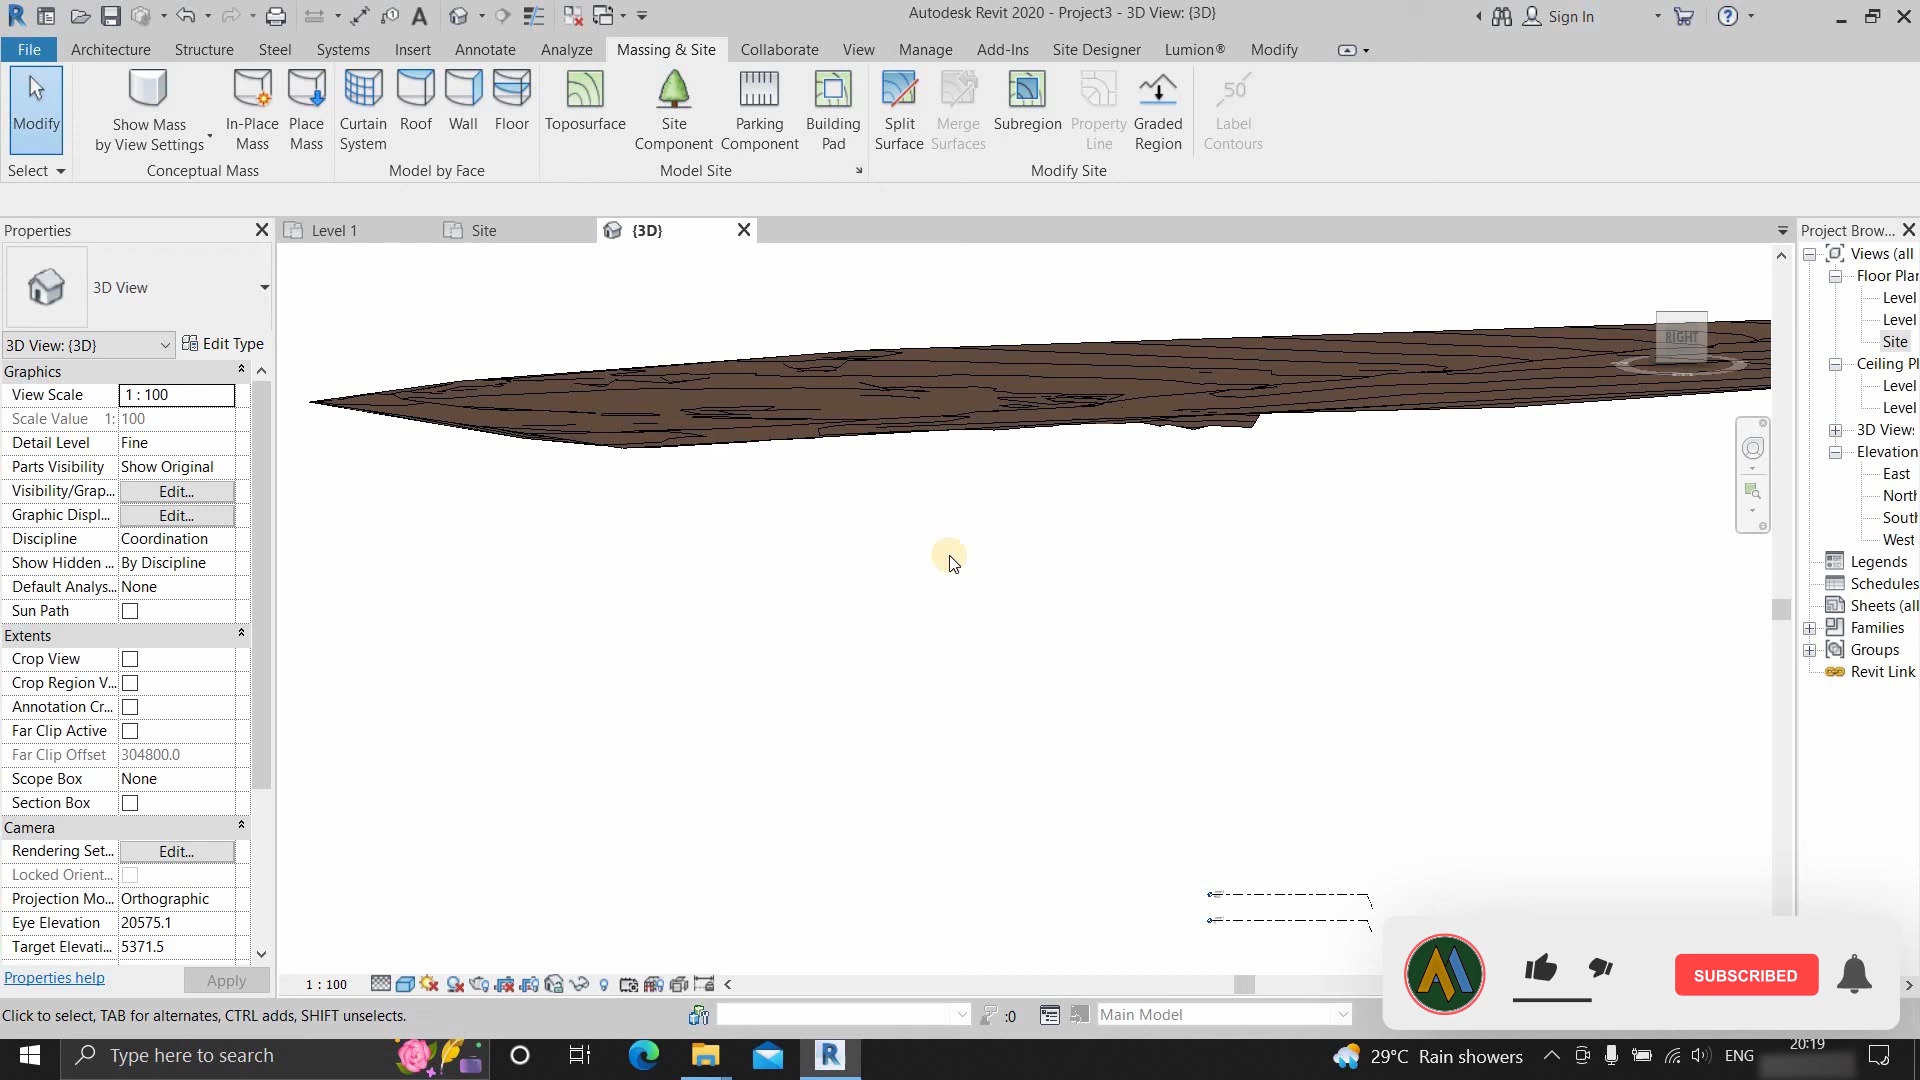 Autodesk Revit 2020 - Project3 - 3D View: {3D}
Sign In
File Architecture Structure Steel Systems Insert Annotate Analyze Massing & Site Collaborate View Manage Add-Ins Site Designer Lumion® Modify
Modify
Show Mass
by View Settings
In-Place
Mass
Place
Mass
Curtain
System
Roof
Wall
Floor
Toposurface
Site
Component
Parking
Component
Building
Pad
Split
Surface
Merge
Surfaces
Subregion
Property
Line
Graded
Region
50
Label
Contours
Select
Conceptual Mass
Model by Face
Model Site
Modify Site
Properties
Level 1
Site
{3D}
Project Brow...
3D View
3D View: {3D}
Edit Type
Graphics
View Scale 1 : 100
Scale Value 1: 100
Detail Level Fine
Parts Visibility Show Original
Visibility/Grap... Edit...
Graphic Displ... Edit...
Discipline Coordination
Show Hidden ... By Discipline
Default Analys... None
Sun Path
Extents
Crop View
Crop Region V...
Annotation Cr...
Far Clip Active
Far Clip Offset 304800.0
Scope Box None
Section Box
Camera
Rendering Set... Edit...
Locked Orient...
Projection Mo... Orthographic
Eye Elevation 20575.1
Target Elevati... 5371.5
Properties help
Apply
RIGHT
Views (all
Floor Plan
Level
Level
Site
Ceiling Pl
Level
Level
3D Views
Elevation
East
North
South
West
Legends
Schedules
Sheets (all
Families
Groups
Revit Link
1 : 100
SUBSCRIBED
Click to select, TAB for alternates, CTRL adds, SHIFT unselects.
:0
Main Model
Type here to search
29°C Rain showers
ENG
20:19